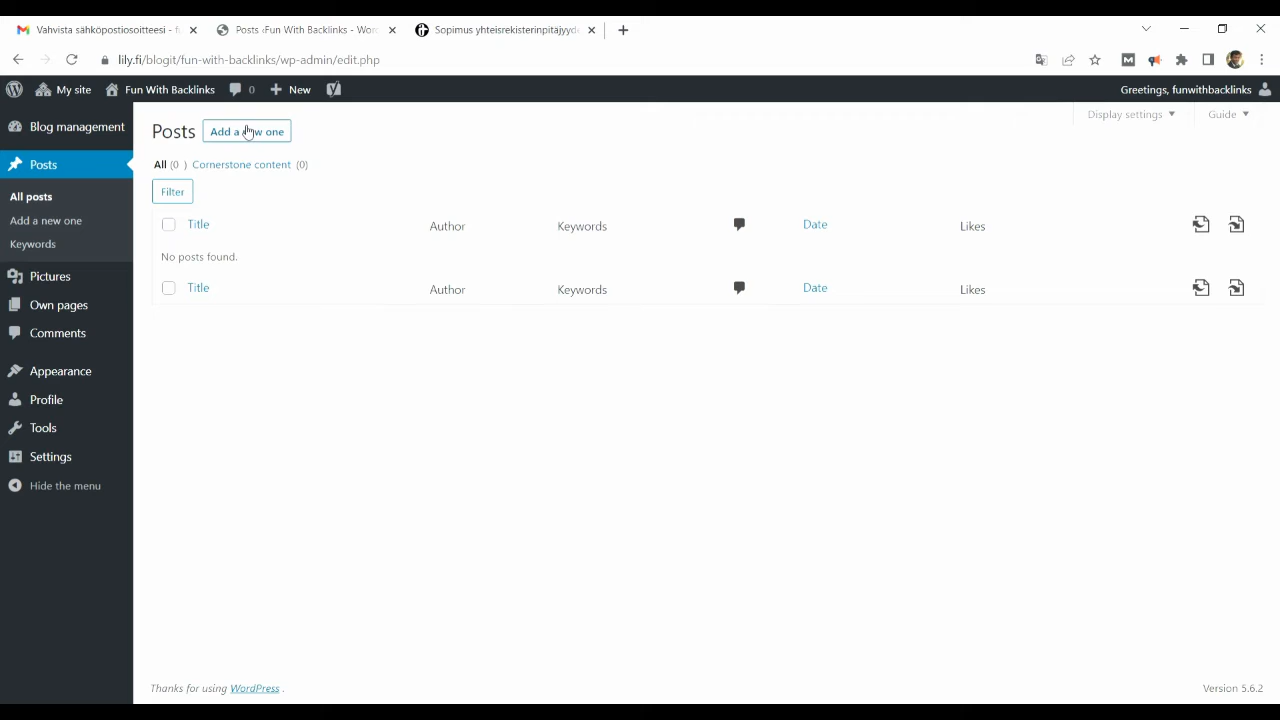 Vahvista sähköpostiosoitteesi - f
Posts ‹Fun With Backlinks - Wor
Sopimus yhteisrekisterinpitäjyyde
lily.fi/blogit/fun-with-backlinks/wp-admin/edit.php
My site
Fun With Backlinks
0
New
Greetings, funwithbacklinks
Blog management
Posts
Add a new one
Display settings
Guide
Posts
All (0 ) Cornerstone content (0)
Filter
All posts
Add a new one
Keywords
Title Author Keywords Date Likes
No posts found.
Title Author Keywords Date Likes
Pictures
Own pages
Comments
Appearance
Profile
Tools
Settings
Hide the menu
Thanks for using WordPress .
Version 5.6.2